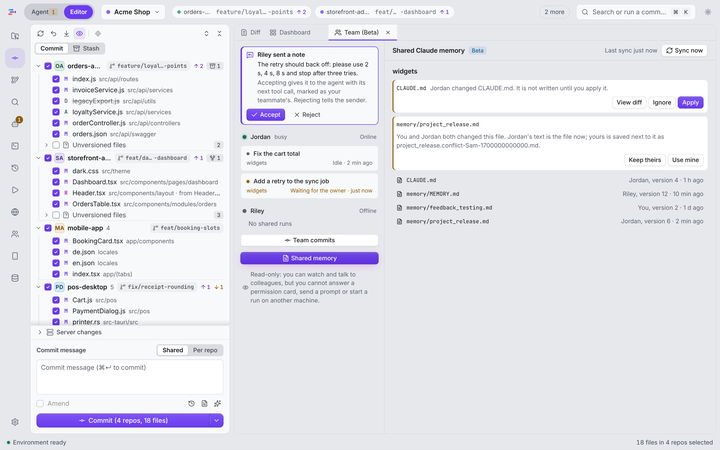 Agent 1
Editor
Acme Shop
orders-... feature/loyal...-points ↑ 2
storefront-ad... feat/...-dashboard ↑ 1
2 more
Search or run a comm... ⌘ K
Commit
Stash
OA orders-a... feature/loyal...-points ↑ 2 1
M index.js src/api/routes
M invoiceService.js src/api/services
D legacyExport.js src/api/utils
A loyaltyService.js src/api/services
M orderController.js src/api/controllers
M orders.json src/api/swagger
Unversioned files 2
SA storefront-a... feat/da...-dashboard ↑ 1 1
M dark.css src/theme
M Dashboard.tsx src/components/pages/dashboard
R Header.tsx src/components/layout · from Header...
M OrdersTable.tsx src/components/modules/orders
Unversioned files 3
MA mobile-app 4 feat/booking-slots
M BookingCard.tsx app/components
M de.json locales
M en.json locales
M index.tsx app/(tabs)
PD pos-desktop 5 fix/receipt-rounding ↑ 1 ↓ 1
M Cart.js src/pos
M PaymentDialog.js src/pos
M printer.rs src-tauri/src
Server changes
Commit message
Shared
Per repo
Commit message (⌘↵ to commit)
Amend
Commit (4 repos, 18 files)
Diff
Dashboard
Team (Beta)
Riley sent a note
The retry should back off: please use 2
s, 4 s, 8 s and stop after three tries.
Accepting gives it to the agent with its
next tool call, marked as your
teammate's. Rejecting tells the sender.
Accept
Reject
Jordan busy Online
Fix the cart total
widgets Idle · 2 min ago
Add a retry to the sync job
widgets Waiting for the owner · just now
Riley Offline
No shared runs
Team commits
Shared memory
Read-only: you can watch and talk to
colleagues, but you cannot answer a
permission card, send a prompt or start a
run on another machine.
Shared Claude memory Beta
Last sync just now
Sync now
widgets
CLAUDE.md Jordan changed CLAUDE.md. It is not written until you apply it.
View diff
Ignore
Apply
memory/project_release.md
You and Jordan both changed this file. Jordan's text is the file now; yours is saved next to it as
project_release.conflict-Sam-1700000000000.md.
Keep theirs
Use mine
CLAUDE.md Jordan, version 4 · 1 h ago
memory/MEMORY.md Riley, version 12 · 10 min ago
memory/feedback_testing.md You, version 2 · 1 d ago
memory/project_release.md Jordan, version 6 · 2 min ago
Environment ready
18 files in 4 repos selected